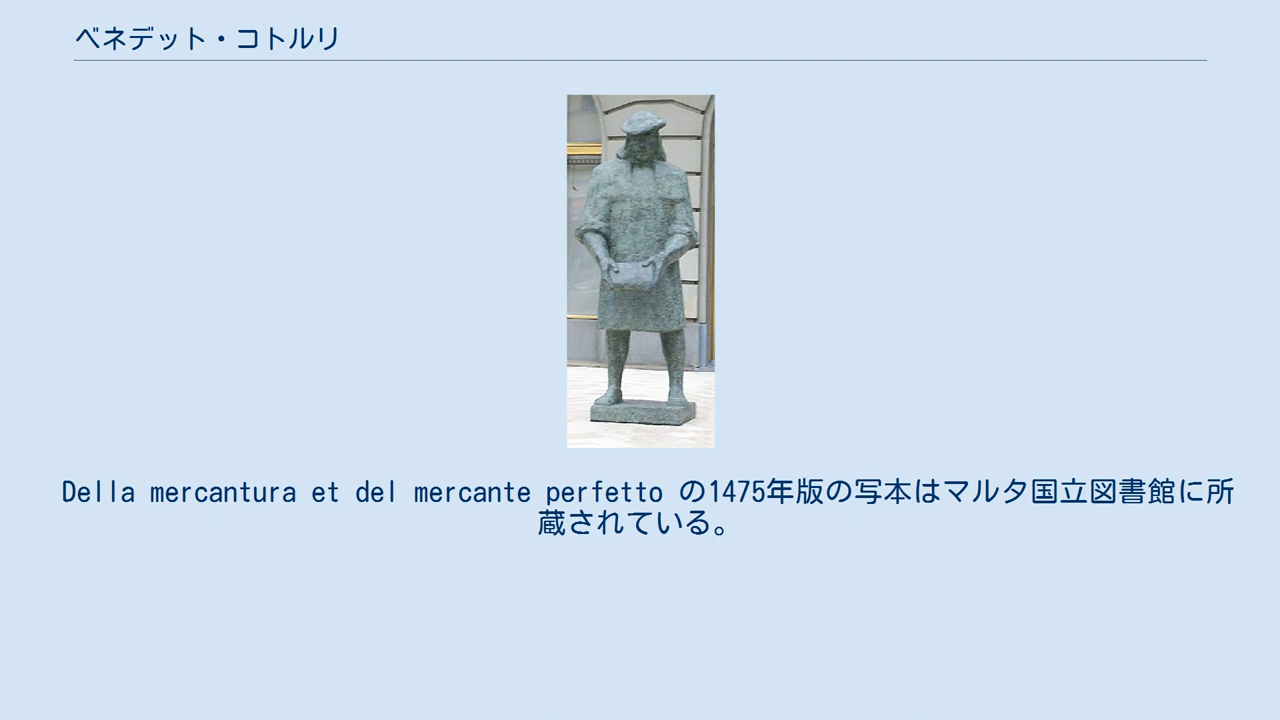 ベネデット・コトルリ
Della mercantura et del mercante perfetto の1475年版の写本はマルタ国立図書館に所
蔵されている。